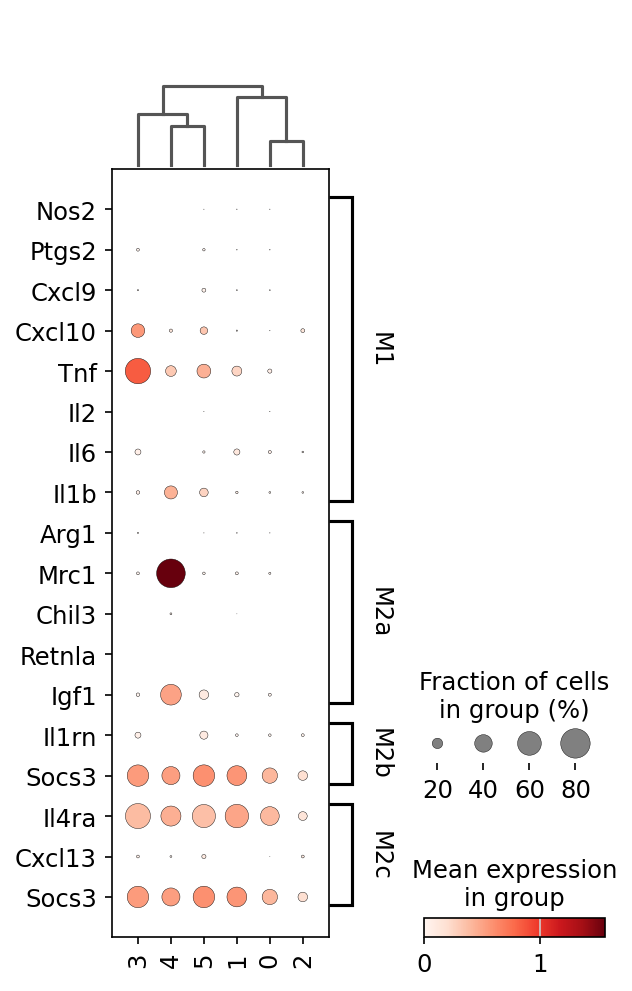 Nos2
Ptgs2
Cxcl9
Cxcl10
Tnf
Il2
Il6
Il1b
Arg1
Mrc1
Chil3
Retnla
Igf1
Il1rn
Socs3
Il4ra
Cxcl13
Socs3
M1
M2a
M2b
M2c
3 4 5 1 0 2
Fraction of cells
in group (%)
20 40 60 80
Mean expression
in group
0 1